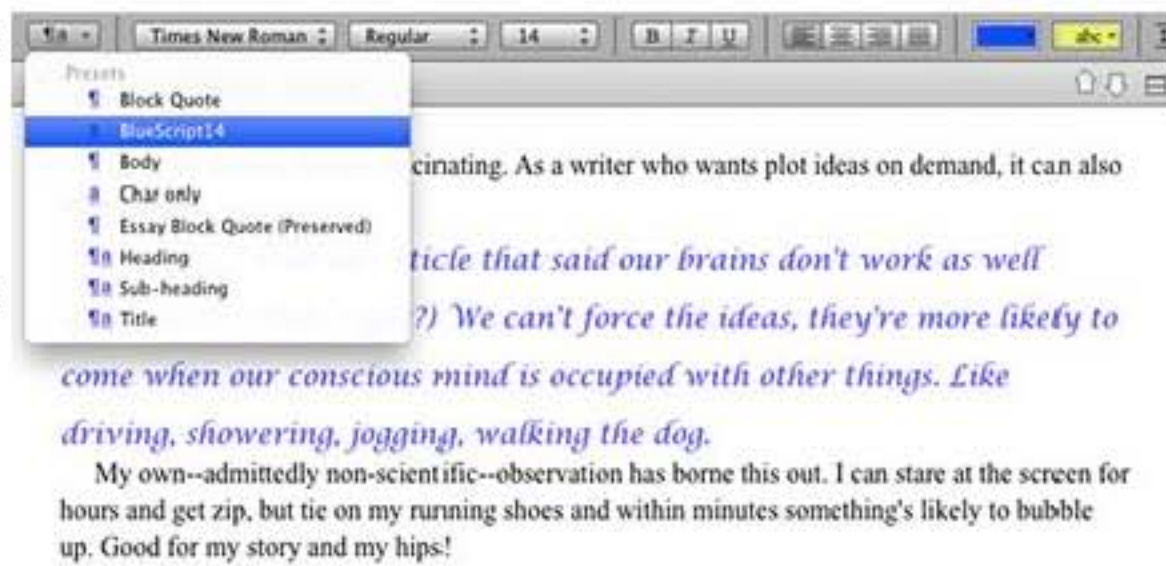 ¶a
Times New Roman
Regular
14
B I U
abc
Presets
¶ Block Quote
BlueScript14
¶ Body
a Char only
¶ Essay Block Quote (Preserved)
¶a Heading
¶a Sub-heading
¶a Title
cinating. As a writer who wants plot ideas on demand, it can also
ticle that said our brains don't work as well
?) We can't force the ideas, they're more likely to
come when our conscious mind is occupied with other things. Like
driving, showering, jogging, walking the dog.
My own--admittedly non-scientific--observation has borne this out. I can stare at the screen for
hours and get zip, but tie on my running shoes and within minutes something's likely to bubble
up. Good for my story and my hips!